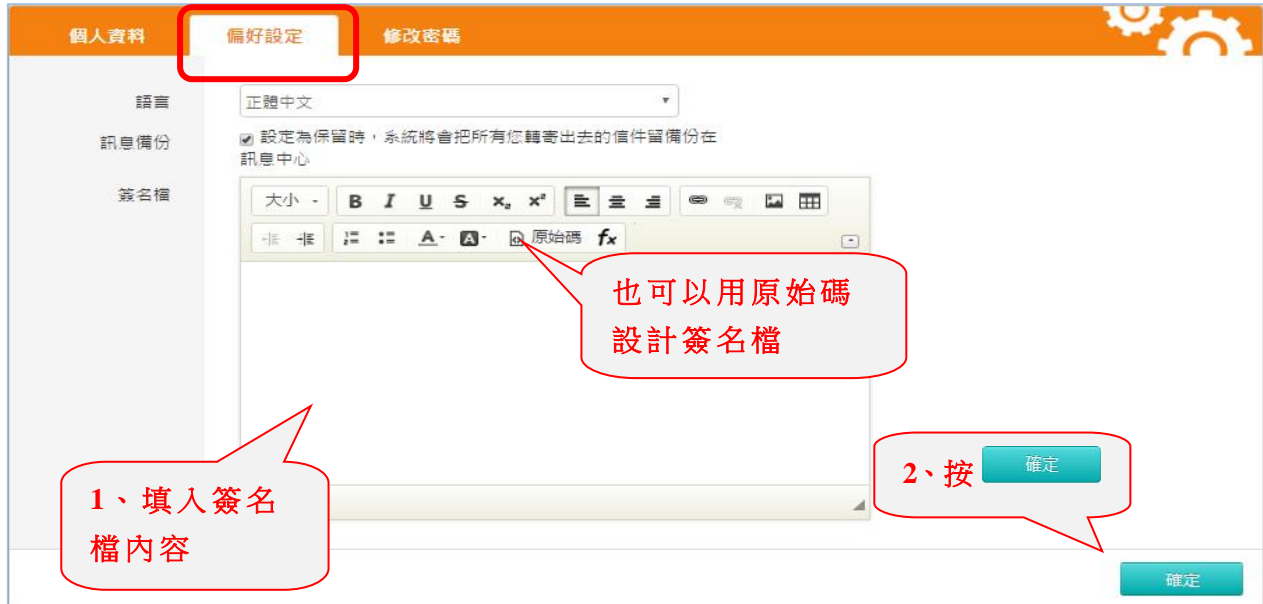 個人資料 偏好設定 修改密碼
語言 正體中文
訊息備份 設定為保留時，系統將會把所有您轉寄出去的信件留備份在
訊息中心
簽名檔
大小 B I U S x₂ x² 
A A 原始碼 fx
也可以用原始碼
設計簽名檔
1、填入簽名
檔內容
2、按 確定
確定